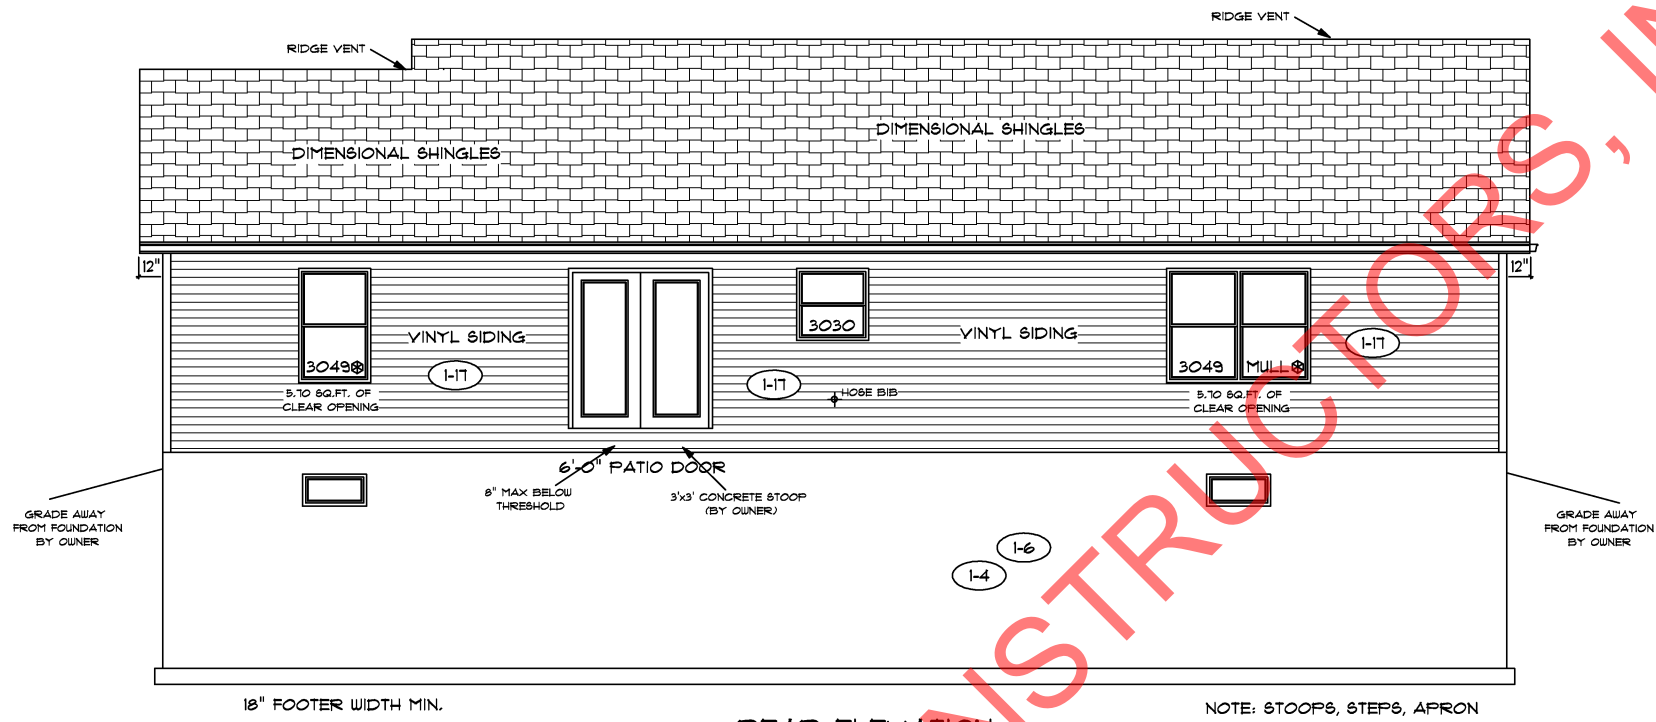 RIDGE VENT
RIDGE VENT
DIMENSIONAL SHINGLES
DIMENSIONAL SHINGLES
12"
12"
3030
VINYL SIDING
VINYL SIDING
1-17
3049
3049 MULL
1-17
1-17
5.70 SQ.FT. OF
CLEAR OPENING
HOSE BIB
5.70 SQ.FT. OF
CLEAR OPENING
6'-0" PATIO DOOR
8" MAX BELOW
THRESHOLD
3'x3' CONCRETE STOOP
(BY OWNER)
GRADE AWAY
FROM FOUNDATION
BY OWNER
GRADE AWAY
FROM FOUNDATION
BY OWNER
1-6
1-4
18" FOOTER WIDTH MIN.
NOTE: STOOPS, STEPS, APRON
REAR ELEVATION